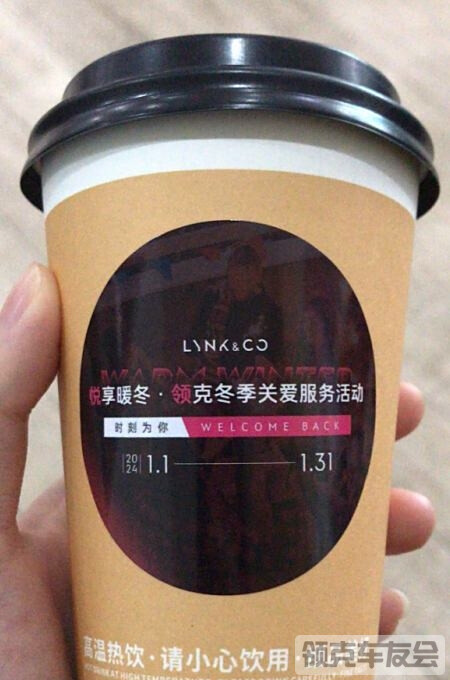 LYNK & CO
WARM WINTER
悦享暖冬·领克冬季关爱服务活动
时刻为你 WELCOME BACK
2024 1.1 1.31
高温热饮·请小心饮用
领克车友会